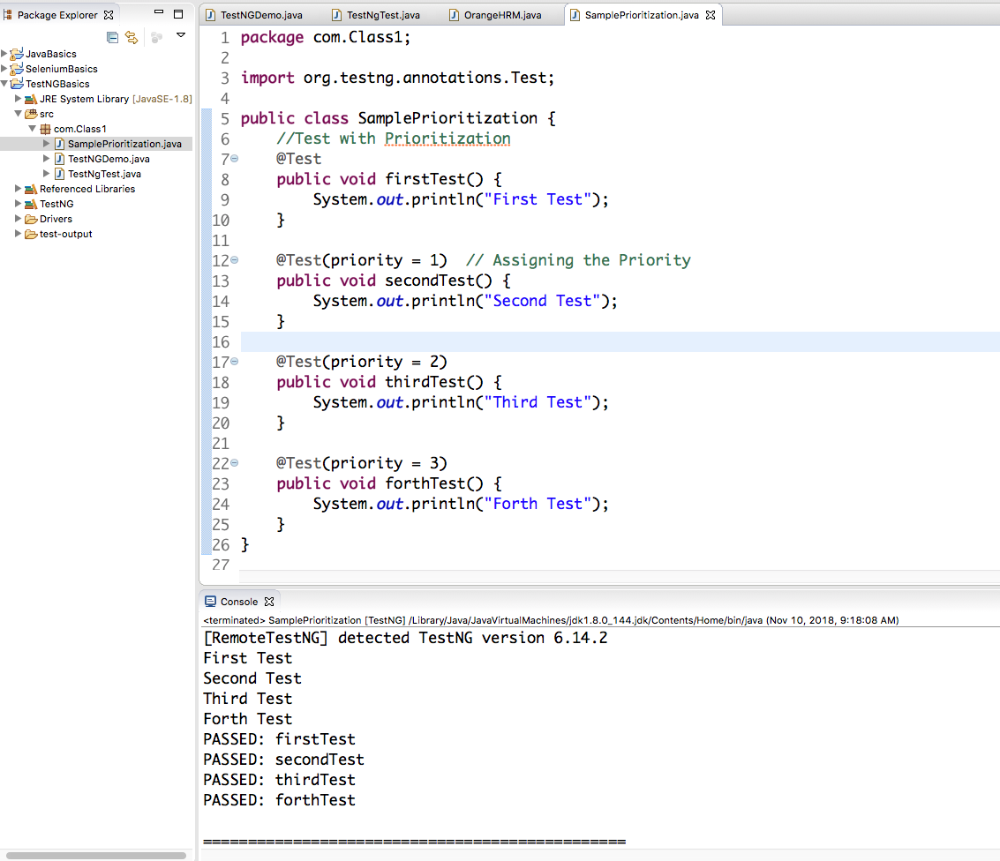 Package Explorer
JavaBasics
SeleniumBasics
TestNGBasics
JRE System Library [JavaSE-1.8]
src
com.Class1
SamplePrioritization.java
TestNGDemo.java
TestNgTest.java
Referenced Libraries
TestNG
Drivers
test-output
TestNGDemo.java TestNgTest.java OrangeHRM.java SamplePrioritization.java
1 package com.Class1;
2
3 import org.testng.annotations.Test;
4
5 public class SamplePrioritization {
6 //Test with Prioritization
7 @Test
8 public void firstTest() {
9 System.out.println("First Test");
10 }
11
12 @Test(priority = 1) // Assigning the Priority
13 public void secondTest() {
14 System.out.println("Second Test");
15 }
16
17 @Test(priority = 2)
18 public void thirdTest() {
19 System.out.println("Third Test");
20 }
21
22 @Test(priority = 3)
23 public void forthTest() {
24 System.out.println("Forth Test");
25 }
26 }
27
Console
<terminated> SamplePrioritization [TestNG] /Library/Java/JavaVirtualMachines/jdk1.8.0_144.jdk/Contents/Home/bin/java (Nov 10, 2018, 9:18:08 AM)
[RemoteTestNG] detected TestNG version 6.14.2
First Test
Second Test
Third Test
Forth Test
PASSED: firstTest
PASSED: secondTest
PASSED: thirdTest
PASSED: forthTest
===============================================